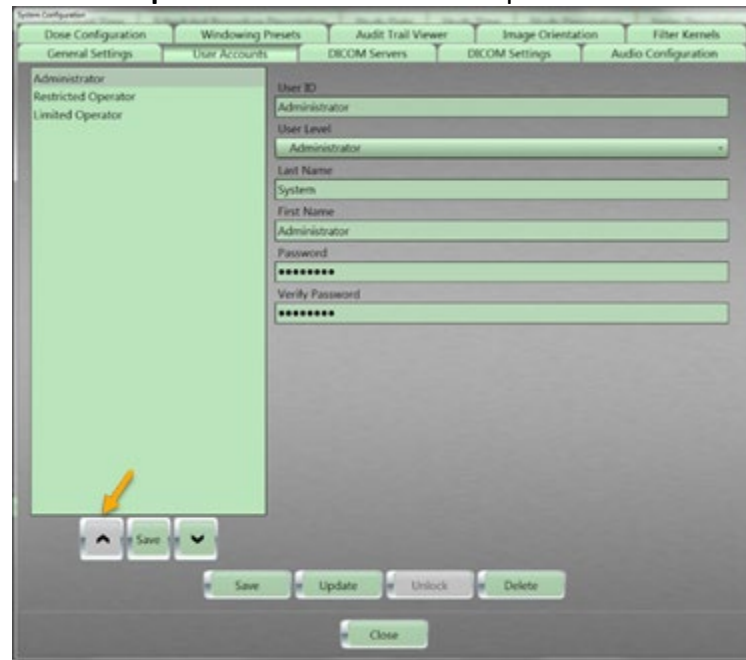 System Configuration
Dose Configuration Windowing Presets Audit Trail Viewer Image Orientation Filter Kernels
General Settings User Accounts DICOM Servers DICOM Settings Audio Configuration
Administrator
Restricted Operator
Limited Operator
User ID
Administrator
User Level
Administrator
Last Name
System
First Name
Administrator
Password
••••••••
Verify Password
••••••••
Save
Save Update Unlock Delete
Close